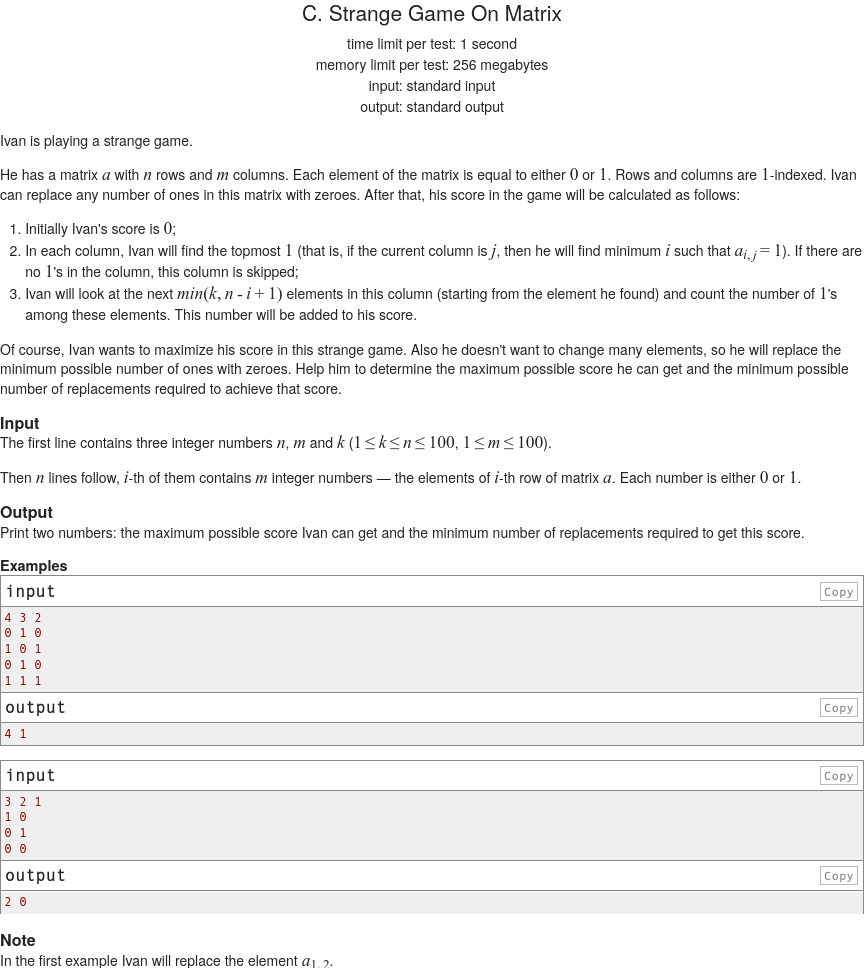 C. Strange Game On Matrix
time limit per test: 1 second
memory limit per test: 256 megabytes
input: standard input
output: standard output
Ivan is playing a strange game.
He has a matrix a with n rows and m columns. Each element of the matrix is equal to either 0 or 1. Rows and columns are 1-indexed. Ivan
can replace any number of ones in this matrix with zeroes. After that, his score in the game will be calculated as follows:
1. Initially Ivan's score is 0;
2. In each column, Ivan will find the topmost 1 (that is, if the current column is j, then he will find minimum i such that a_{i, j} = 1). If there are
no 1's in the column, this column is skipped;
3. Ivan will look at the next min(k, n - i + 1) elements in this column (starting from the element he found) and count the number of 1's
among these elements. This number will be added to his score.
Of course, Ivan wants to maximize his score in this strange game. Also he doesn't want to change many elements, so he will replace the
minimum possible number of ones with zeroes. Help him to determine the maximum possible score he can get and the minimum possible
number of replacements required to achieve that score.
Input
The first line contains three integer numbers n, m and k (1 ≤ k ≤ n ≤ 100, 1 ≤ m ≤ 100).
Then n lines follow, i-th of them contains m integer numbers — the elements of i-th row of matrix a. Each number is either 0 or 1.
Output
Print two numbers: the maximum possible score Ivan can get and the minimum number of replacements required to get this score.
Examples
input Copy
4 3 2
0 1 0
1 0 1
0 1 0
1 1 1
output Copy
4 1
input Copy
3 2 1
1 0
0 1
0 0
output Copy
2 0
Note
In the first example Ivan will replace the element a_{1, 2}.